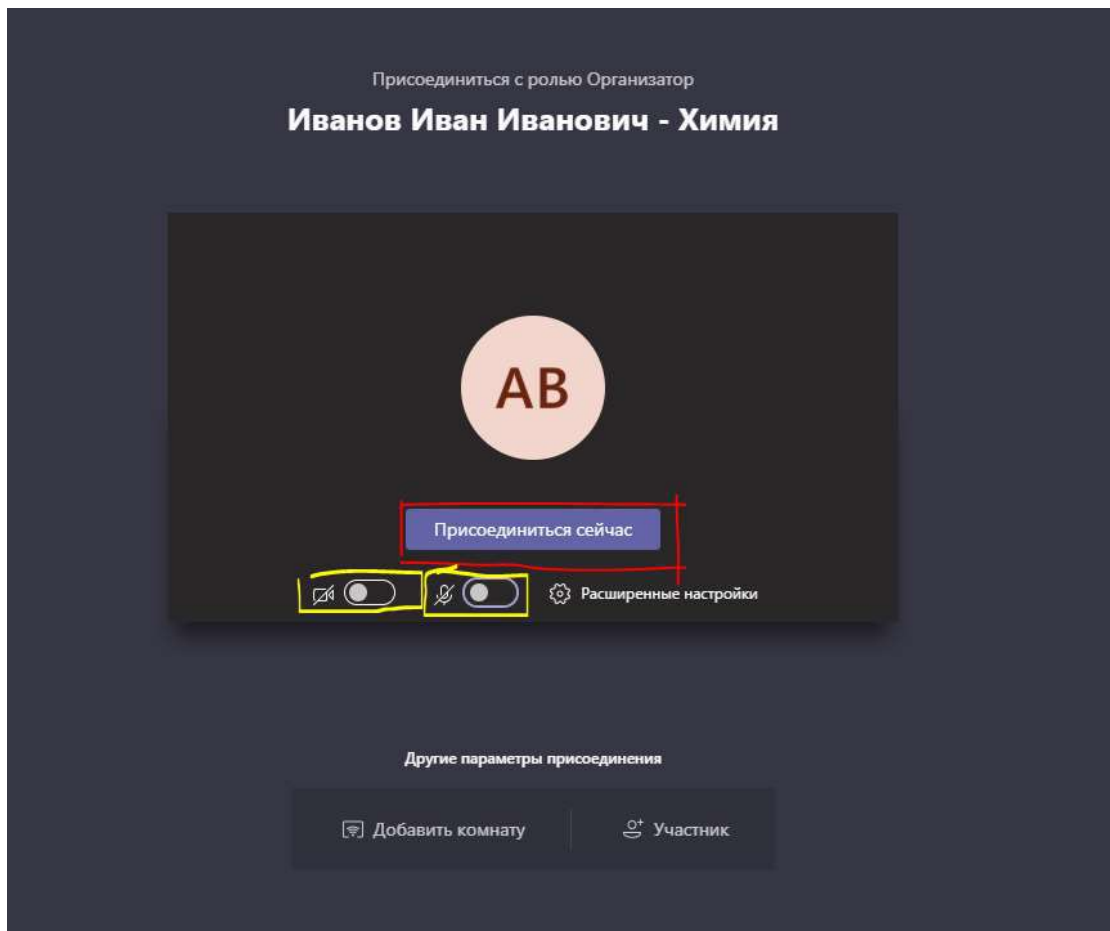 Присоединиться с ролью Организатор
Иванов Иван Иванович - Химия
АВ
Присоединиться сейчас
Расширенные настройки
Другие параметры присоединения
Добавить комнату
Участник